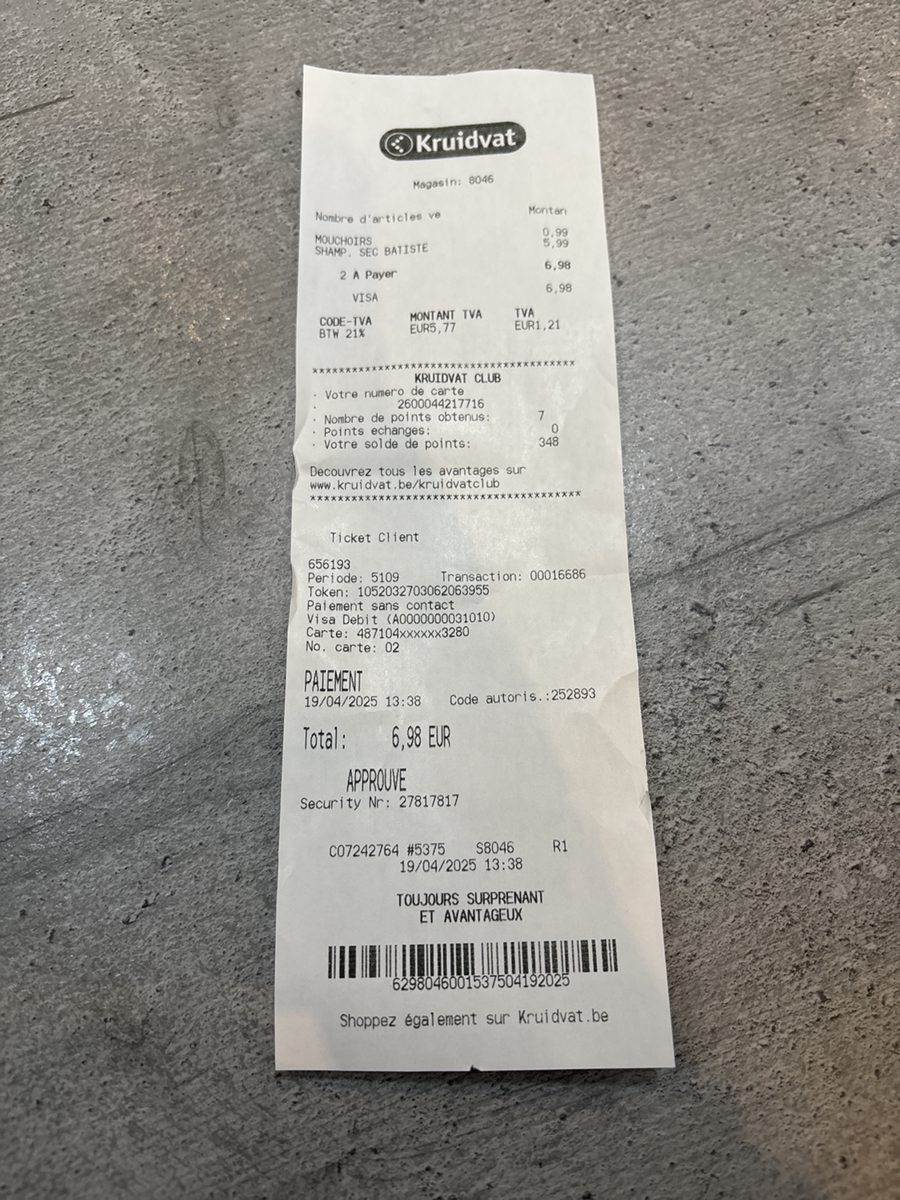 Kruidvat
Magasin: 8046
Nombre d'articles ve Montan
MOUCHOIRS 0,99
SHAMP. SEC BATISTE 5,99
2 A Payer 6,98
VISA 6,98
CODE-TVA MONTANT TVA TVA
BTW 21% EUR5,77 EUR1,21
****************************************
KRUIDVAT CLUB
· Votre numero de carte
· 2600044217716
· Nombre de points obtenus: 7
· Points echanges: 0
· Votre solde de points: 348
Decouvrez tous les avantages sur
www.kruidvat.be/kruidvatclub
****************************************
Ticket Client
656193
Periode: 5109 Transaction: 00016686
Token: 1052032703062063955
Paiement sans contact
Visa Debit (A0000000031010)
Carte: 487104xxxxxx3280
No. carte: 02
PAIEMENT
19/04/2025 13:38 Code autoris.:252893
Total: 6,98 EUR
APPROUVE
Security Nr: 27817817
C07242764 #5375 S8046 R1
19/04/2025 13:38
TOUJOURS SURPRENANT
ET AVANTAGEUX
6298046001537504192025
Shoppez également sur Kruidvat.be